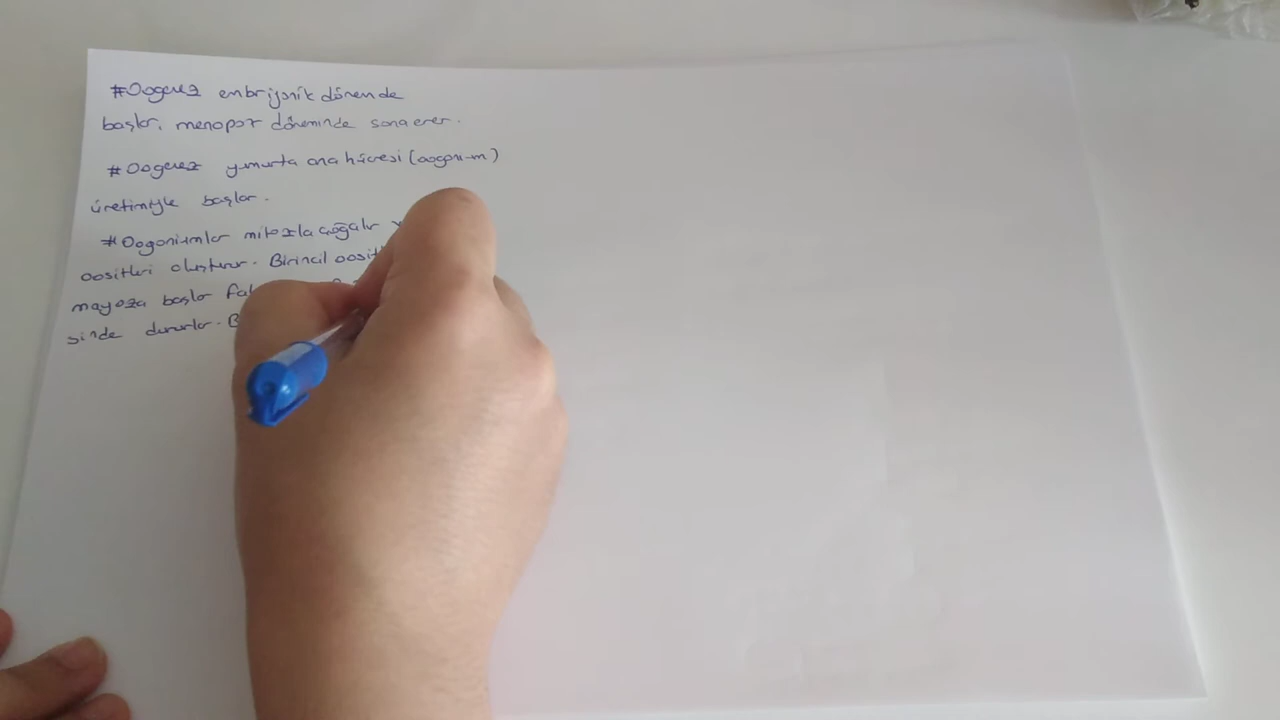 #Oogenez embriyonik dönemde
başlar, menopoz döneminde sona erer.
#Oogenez yumurta ana hücresi (oogonium)
üretimiyle başlar.
#Oogoniumlar mitozla çoğalır
oositleri oluşturur. Birincil oosit
mayoza başlar
sinde dururlar.